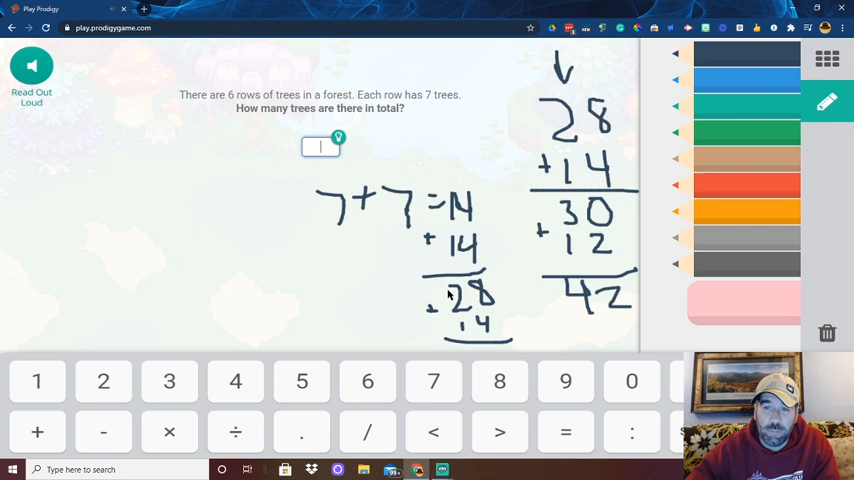 Play Prodigy
play.prodigygame.com
Read Out
Loud
There are 6 rows of trees in a forest. Each row has 7 trees.
How many trees are there in total?
7+7=14
+14
28
+14
28
+14
30
+12
42
1 2 3 4 5 6 7 8 9 0
+ - × ÷ . / < > = :
Type here to search
99+